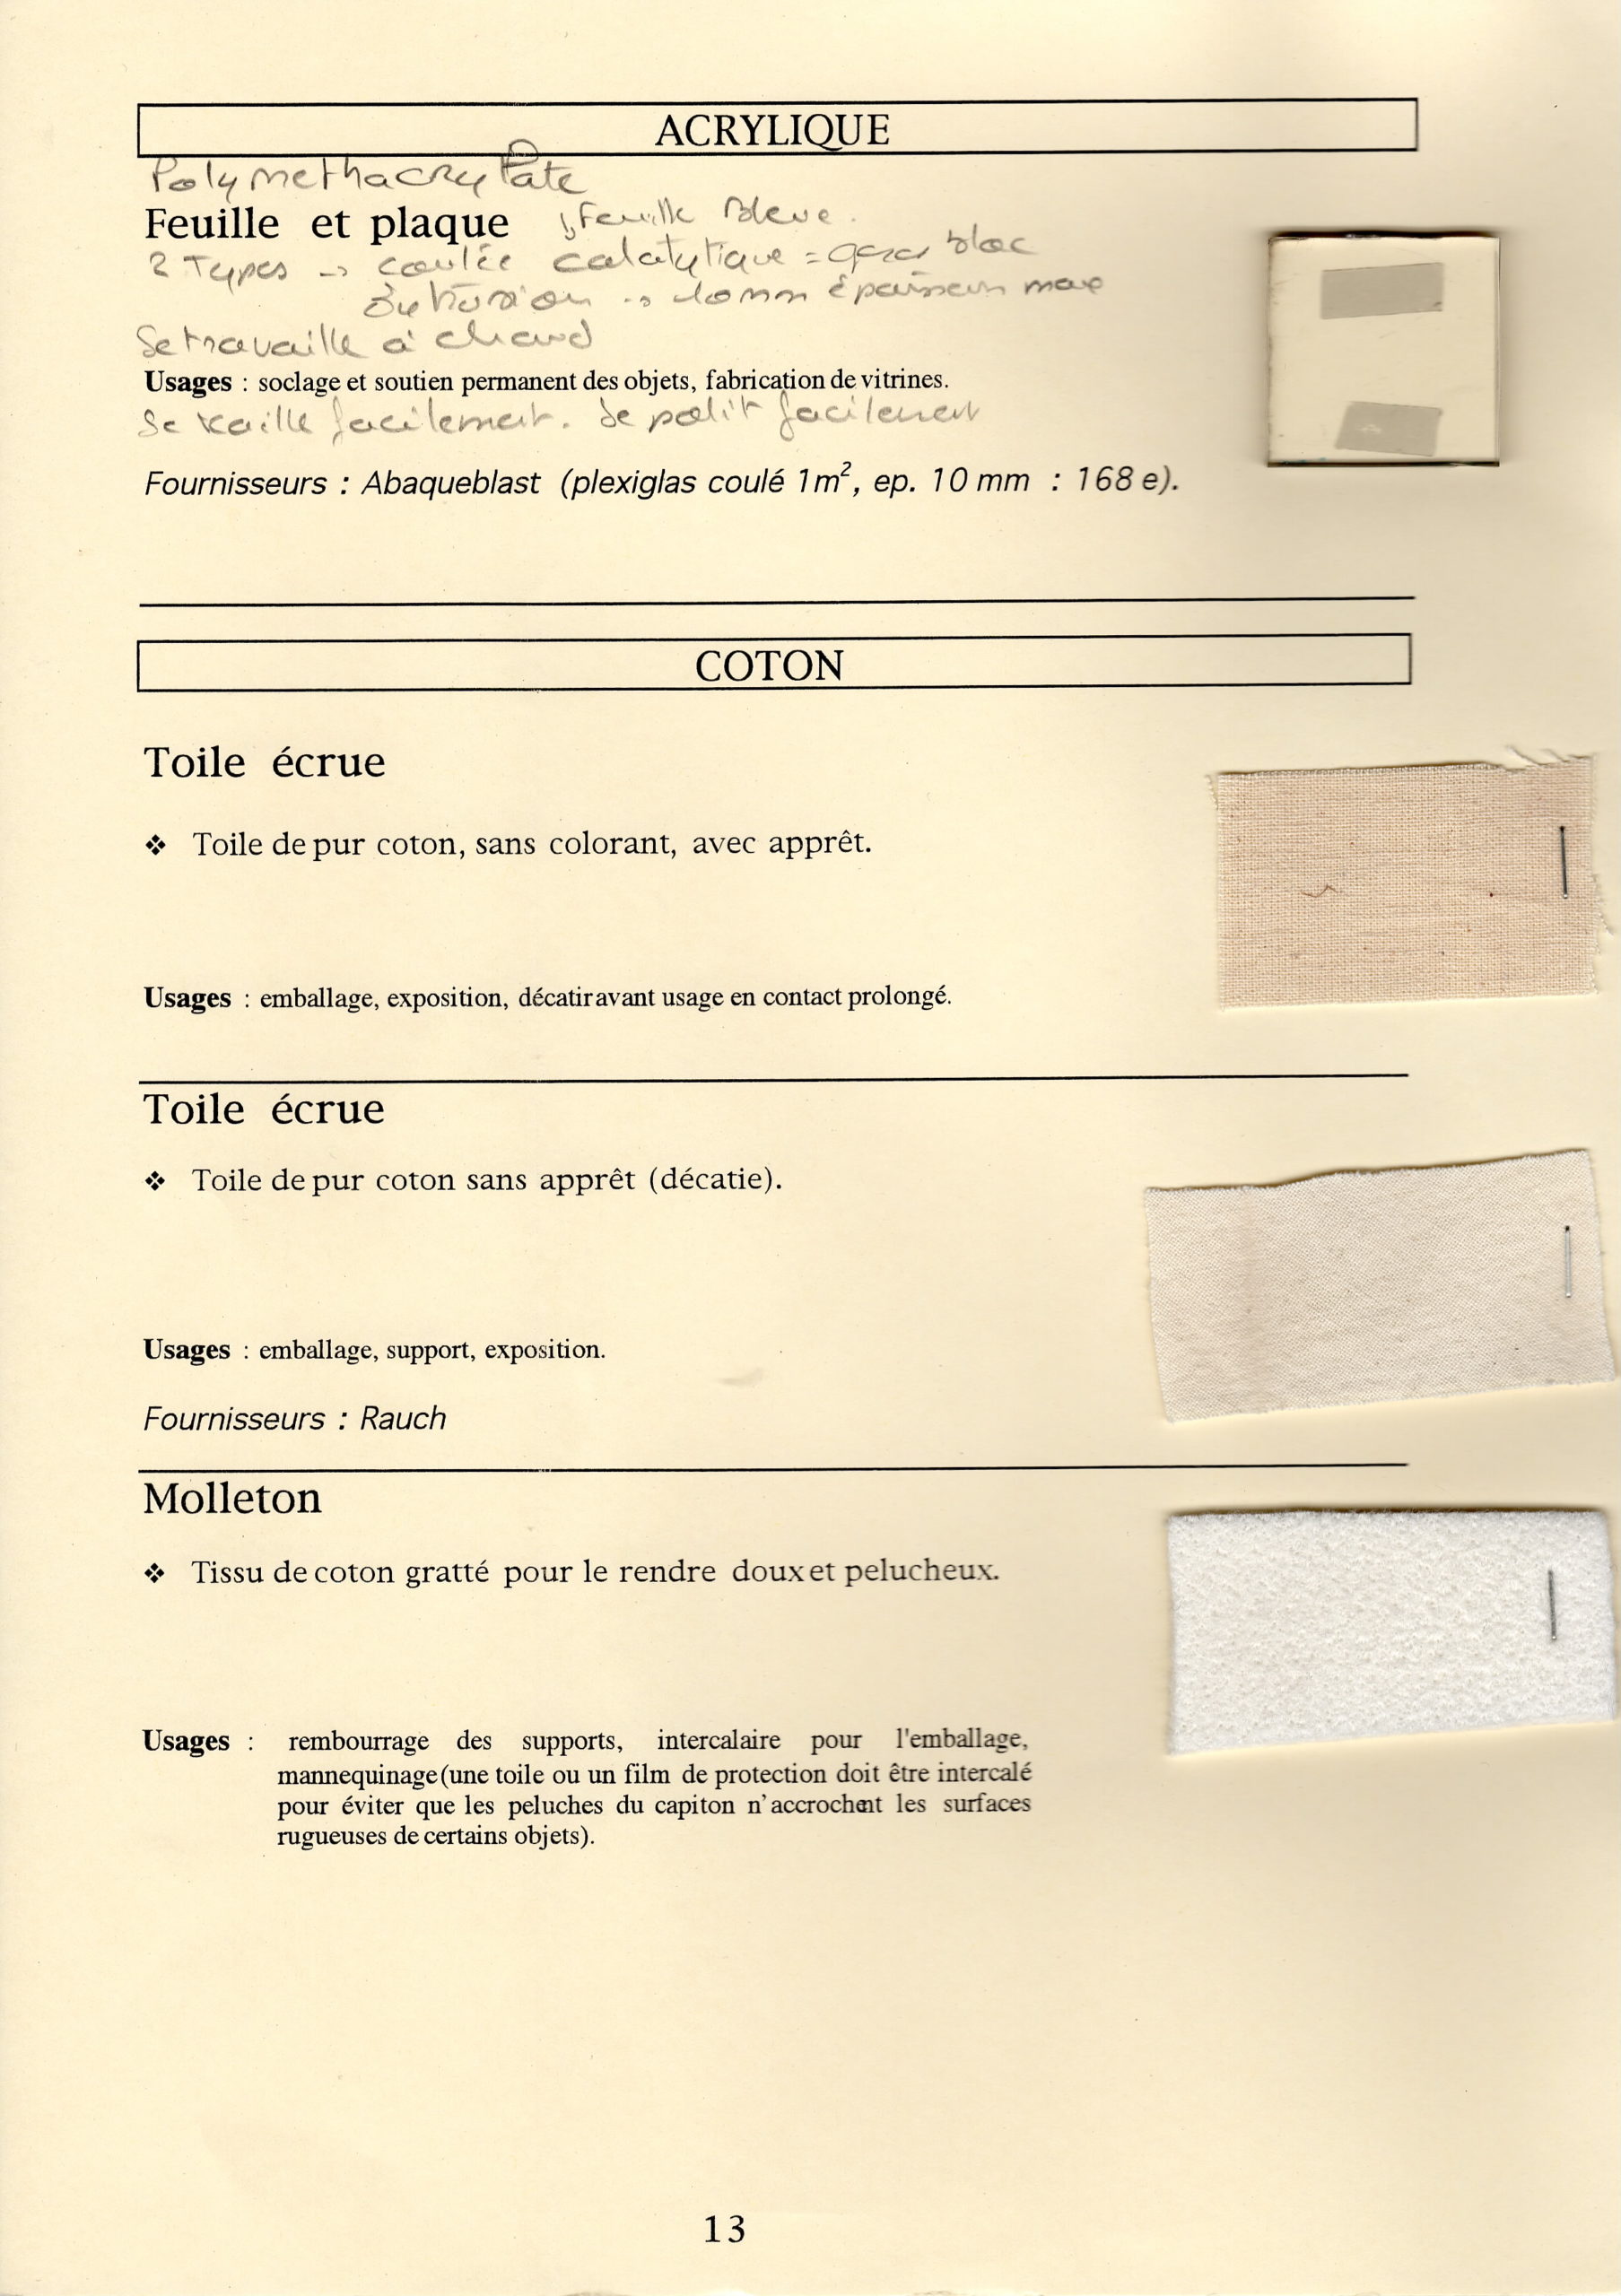 ACRYLIQUE
Polymethacrylate
Feuille et plaque ↳ Feuille Bleue.
2 Types → coulée catalytique = gros bloc
Extrusion → 10 mm épaisseur max
Se travaille à chaud
Usages : soclage et soutien permanent des objets, fabrication de vitrines.
Se taille facilement. Se polit facilement
Fournisseurs : Abaqueblast (plexiglas coulé 1m², ep. 10 mm : 168 e).
COTON
Toile écrue
❖ Toile de pur coton, sans colorant, avec apprêt.
Usages : emballage, exposition, décatir avant usage en contact prolongé.
Toile écrue
❖ Toile de pur coton sans apprêt (décatie).
Usages : emballage, support, exposition.
Fournisseurs : Rauch
Molleton
❖ Tissu de coton gratté pour le rendre doux et pelucheux.
Usages : rembourrage des supports, intercalaire pour l'emballage,
mannequinage (une toile ou un film de protection doit être intercalé
pour éviter que les peluches du capiton n'accrochent les surfaces
rugueuses de certains objets).
13